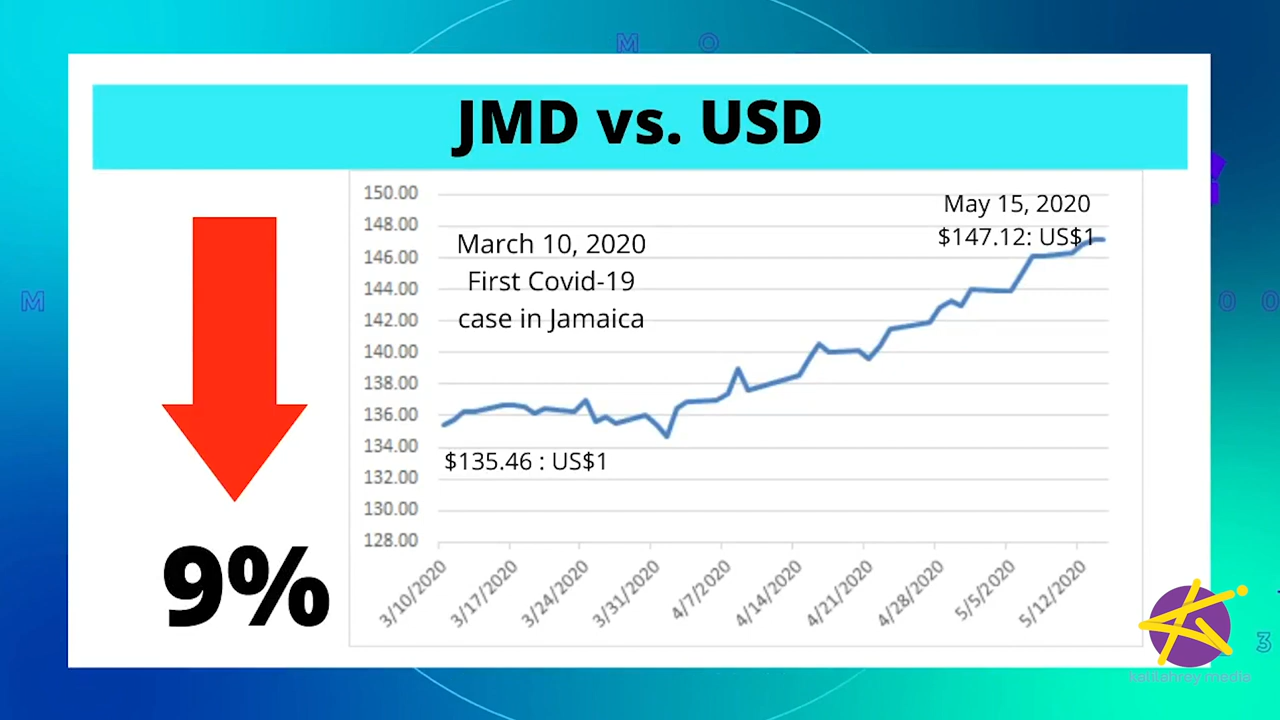 M O
JMD vs. USD
150.00
148.00
146.00
144.00
142.00
140.00
138.00
136.00
134.00
132.00
130.00
128.00
March 10, 2020
First Covid-19
case in Jamaica
May 15, 2020
$147.12: US$1
$135.46 : US$1
M
0 0
9%
3/10/2020
3/17/2020
3/24/2020
3/31/2020
4/7/2020
4/14/2020
4/21/2020
4/28/2020
5/5/2020
5/12/2020
3